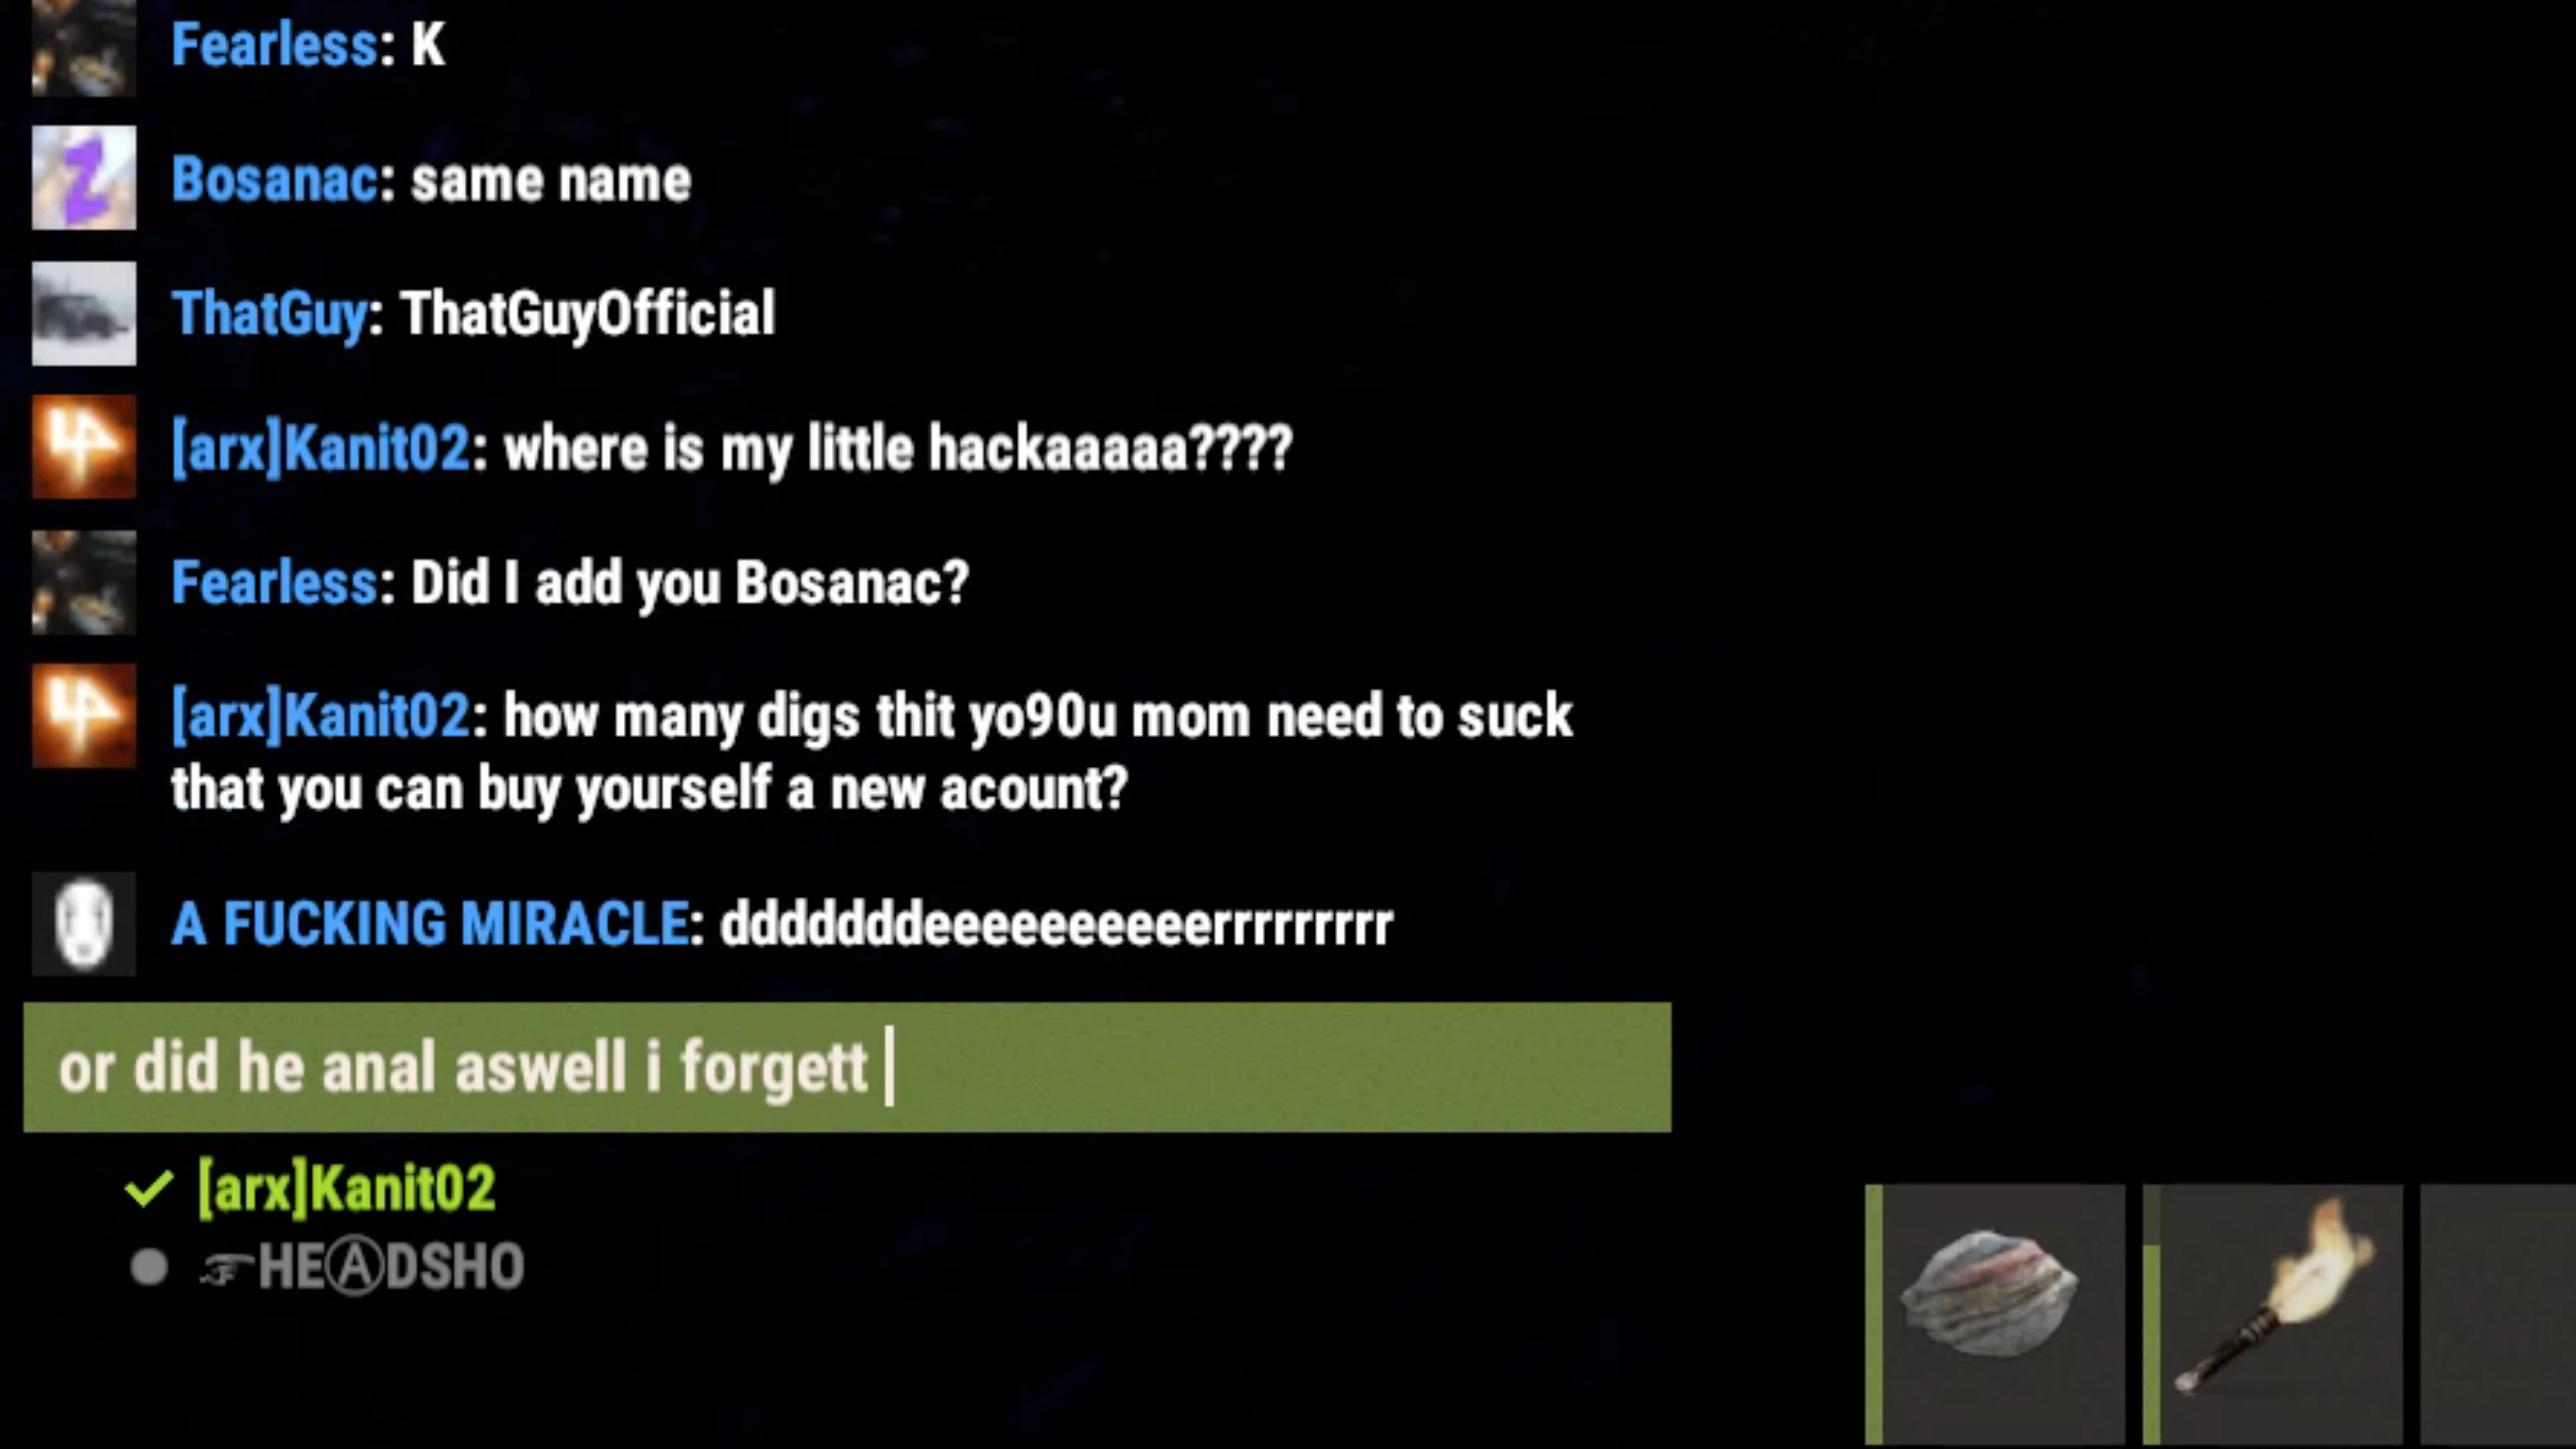 Fearless: K
Bosanac: same name
ThatGuy: ThatGuyOfficial
[arx]Kanit02: where is my little hackaaaaa????
Fearless: Did I add you Bosanac?
[arx]Kanit02: how many digs thit yo90u mom need to suck
that you can buy yourself a new acount?
A FUCKING MIRACLE: dddddddeeeeeeeeeerrrrrrrrr
or did he anal aswell i forgett
[arx]Kanit02
☞HEⒶDSHO